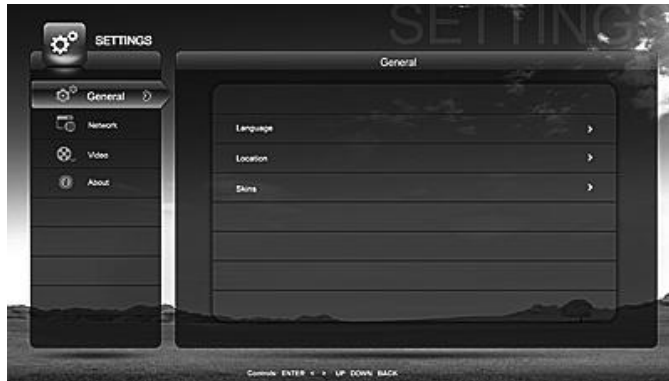 SETTINGS
SETTINGS
General
General
Network
Video
About
Language
Location
Skins
Controls: ENTER < > UP DOWN BACK